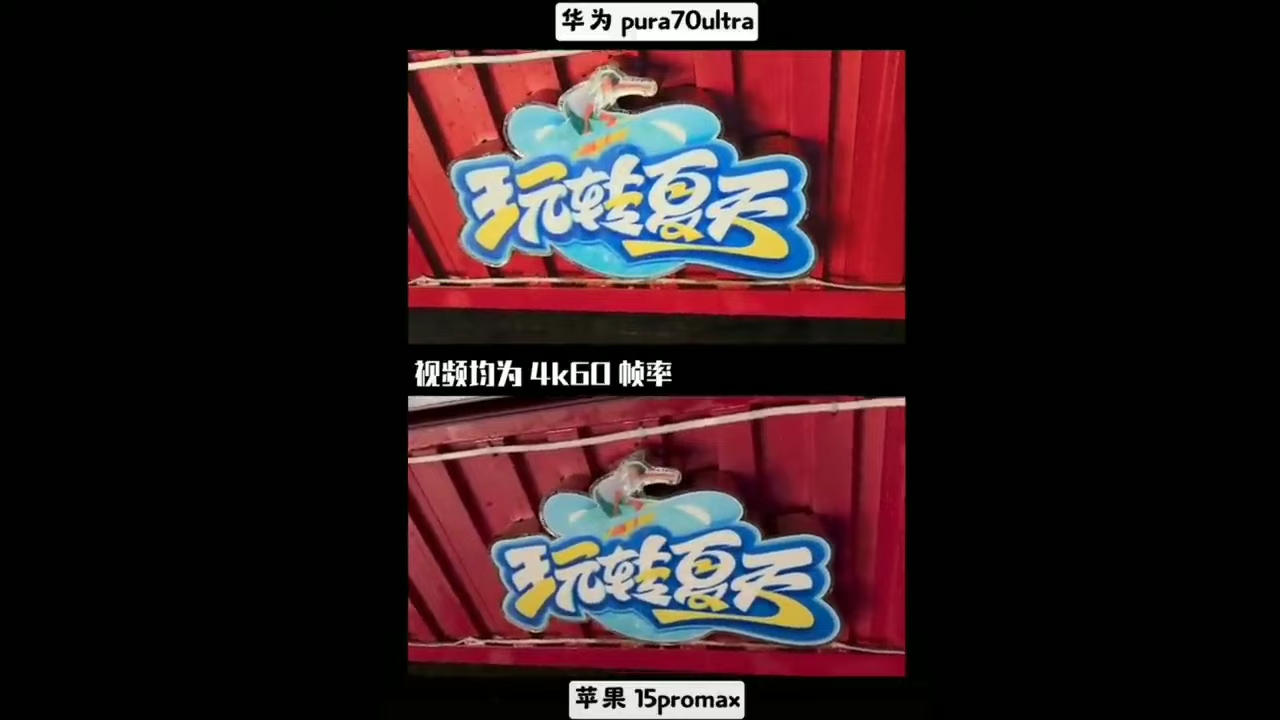 华为 pura70ultra
玩转夏天
视频均为 4k60 帧率
玩转夏天
苹果 15promax